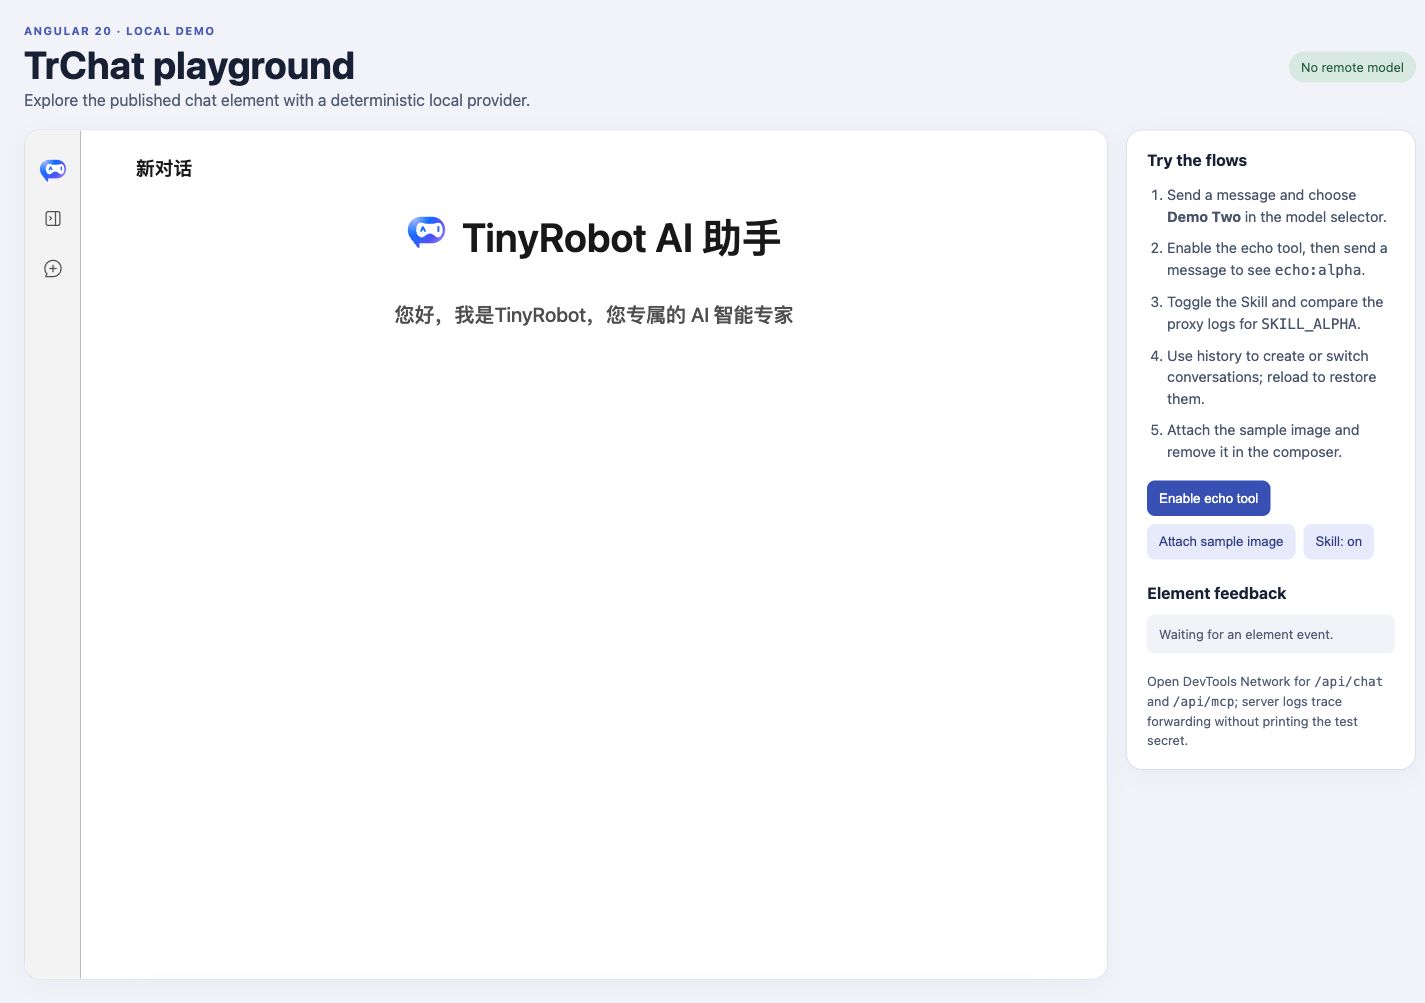 ANGULAR 20 · LOCAL DEMO
TrChat playground
Explore the published chat element with a deterministic local provider.
No remote model
新对话
TinyRobot AI 助手
您好，我是TinyRobot，您专属的 AI 智能专家
Try the flows
1. Send a message and choose
Demo Two in the model selector.
2. Enable the echo tool, then send a
message to see echo:alpha.
3. Toggle the Skill and compare the
proxy logs for SKILL_ALPHA.
4. Use history to create or switch
conversations; reload to restore
them.
5. Attach the sample image and
remove it in the composer.
Enable echo tool
Attach sample image
Skill: on
Element feedback
Waiting for an element event.
Open DevTools Network for /api/chat
and /api/mcp; server logs trace
forwarding without printing the test
secret.